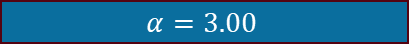 α = 3.00